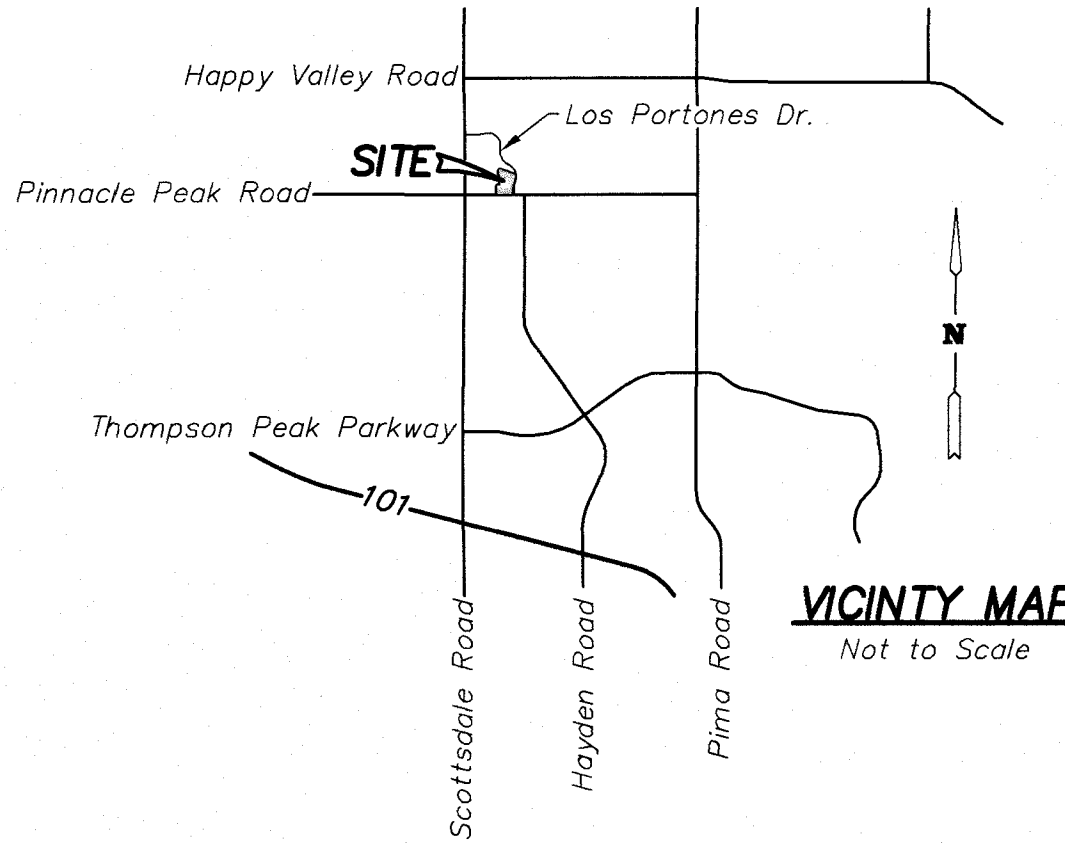 Happy Valley Road
Los Portones Dr.
SITE
Pinnacle Peak Road
N
Thompson Peak Parkway
101
VICINTY MAP
Not to Scale
Scottsdale Road
Hayden Road
Pima Road